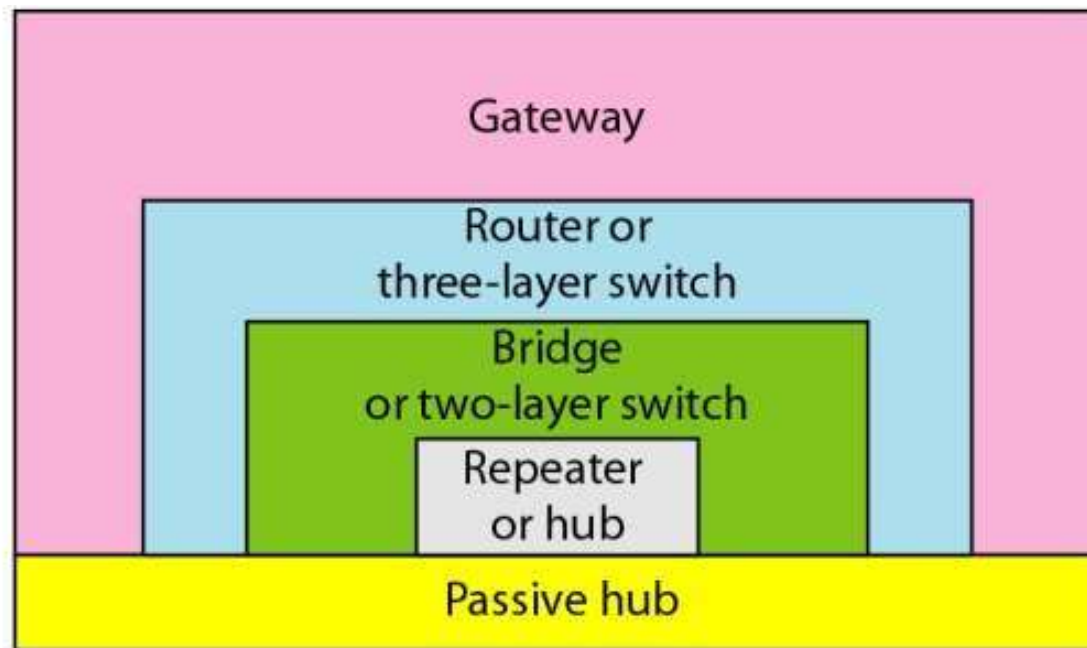 Gateway
Router or
three-layer switch
Bridge
or two-layer switch
Repeater
or hub
Passive hub